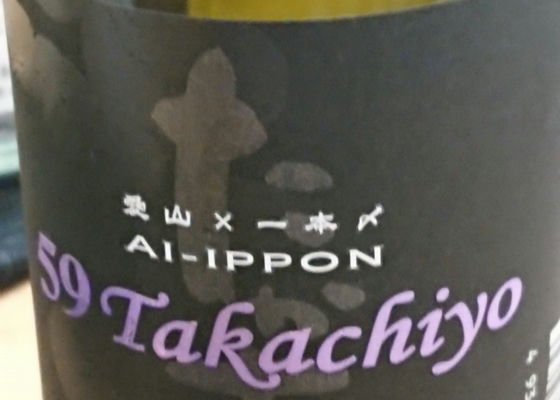 愛山×一本〆
AI-IPPON
59 Takachiyo